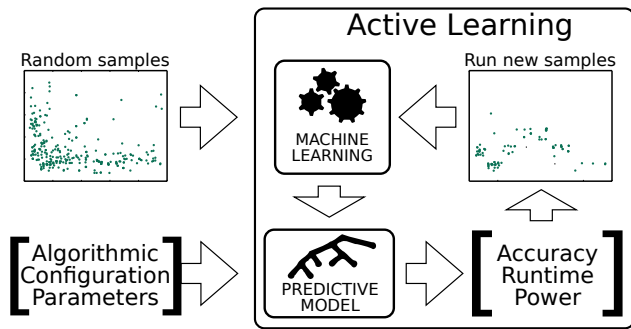 Active Learning
Random samples
Run new samples
MACHINE
LEARNING
Algorithmic
Configuration
Parameters
PREDICTIVE
MODEL
Accuracy
Runtime
Power